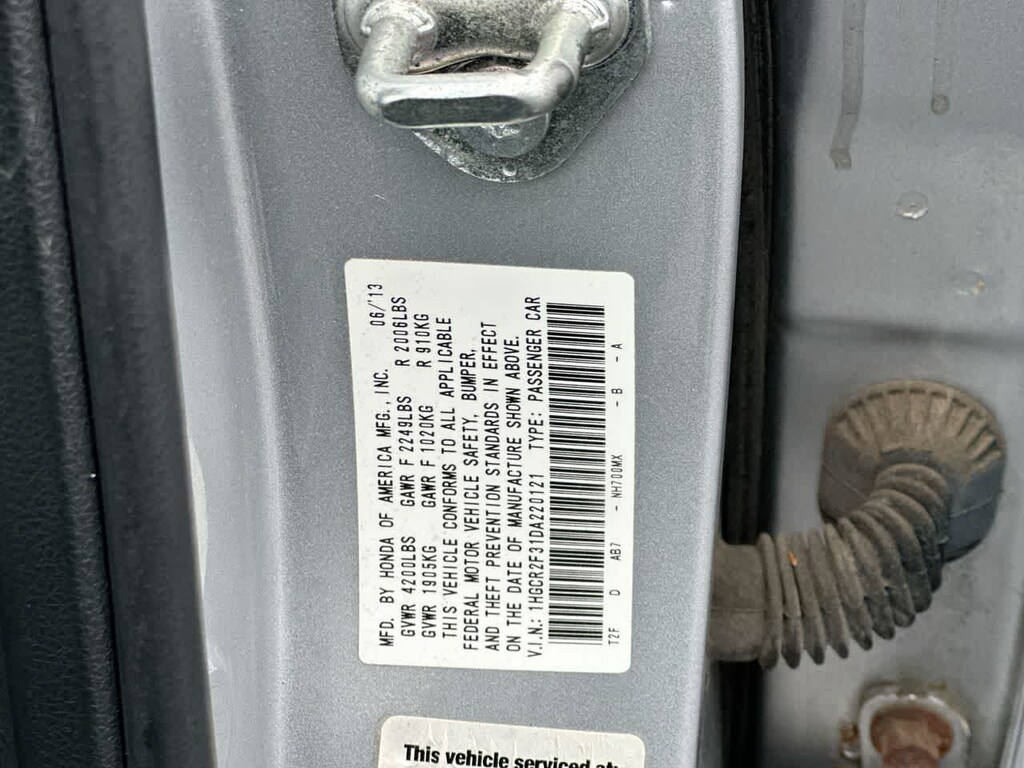 MFD. BY HONDA OF AMERICA MFG., INC. 06/'13
GVWR 4200LBS GAWR F 2249LBS R 2006LBS
GVWR 1905KG GAWR F 1020KG R 910KG
THIS VEHICLE CONFORMS TO ALL APPLICABLE
FEDERAL MOTOR VEHICLE SAFETY, BUMPER,
AND THEFT PREVENTION STANDARDS IN EFFECT
ON THE DATE OF MANUFACTURE SHOWN ABOVE.
V.I.N.: 1HGCR2F31DA220121 TYPE: PASSENGER CAR
T2F D AB7 - NH700MX - B - A
This vehicle serviced at: